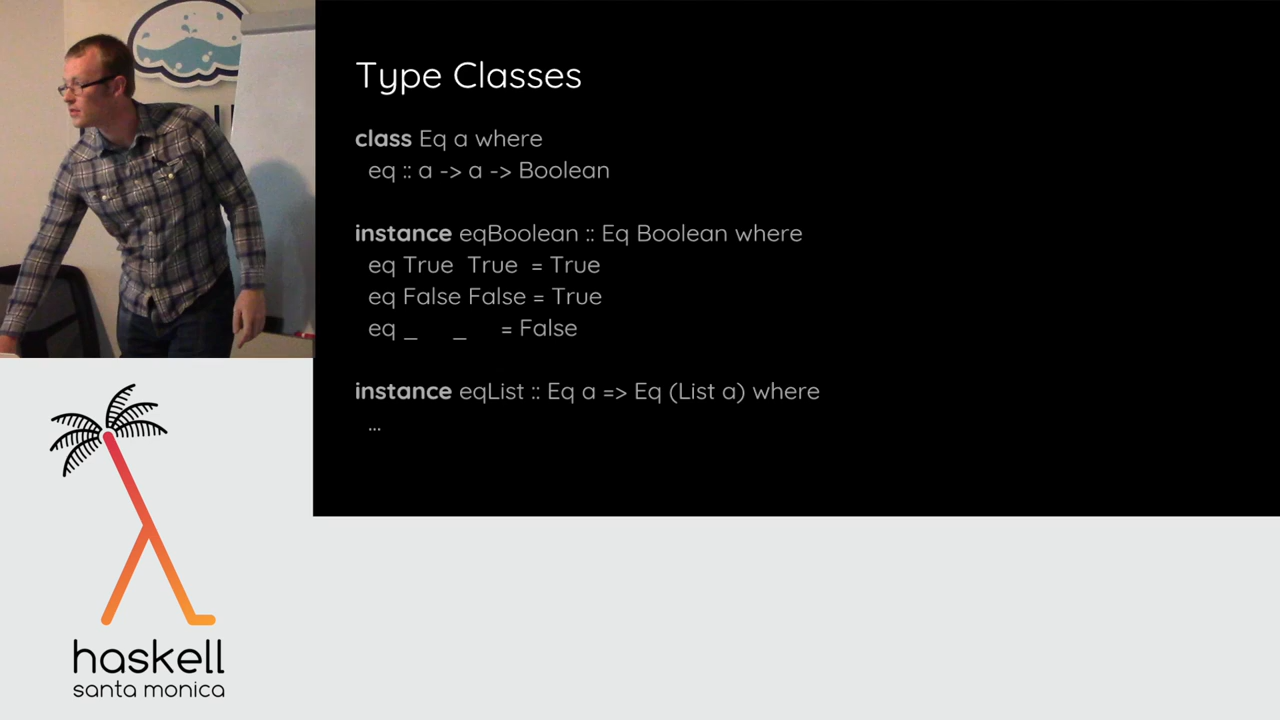 Type Classes
class Eq a where
eq :: a -> a -> Boolean
instance eqBoolean :: Eq Boolean where
eq True True = True
eq False False = True
eq _ _ = False
instance eqList :: Eq a => Eq (List a) where
...
haskell
santa monica